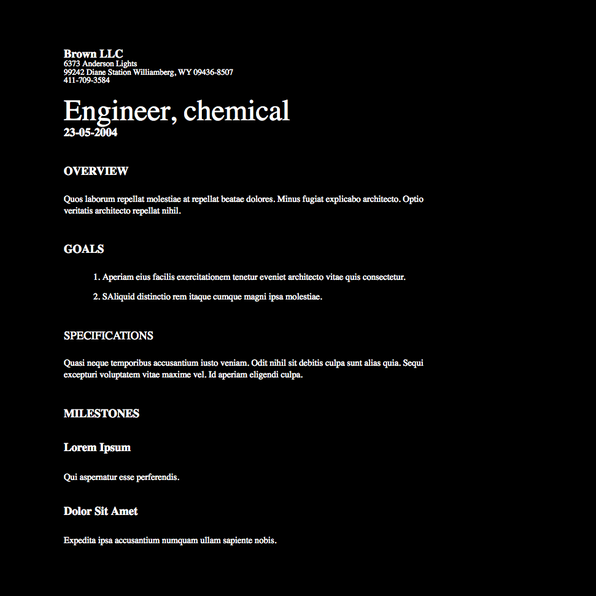 Brown LLC
6373 Anderson Lights
99242 Diane Station Williamberg, WY 09436-8507
411-709-3584
Engineer, chemical
23-05-2004
OVERVIEW
Quos laborum repellat molestiae at repellat beatae dolores. Minus fugiat explicabo architecto. Optio
veritatis architecto repellat nihil.
GOALS
1. Aperiam eius facilis exercitationem tenetur eveniet architecto vitae quis consectetur.
2. SAliquid distinctio rem itaque cumque magni ipsa molestiae.
SPECIFICATIONS
Quasi neque temporibus accusantium iusto veniam. Odit nihil sit debitis culpa sunt alias quia. Sequi
excepturi voluptatem vitae maxime vel. Id aperiam eligendi culpa.
MILESTONES
Lorem Ipsum
Qui aspernatur esse perferendis.
Dolor Sit Amet
Expedita ipsa accusantium numquam ullam sapiente nobis.